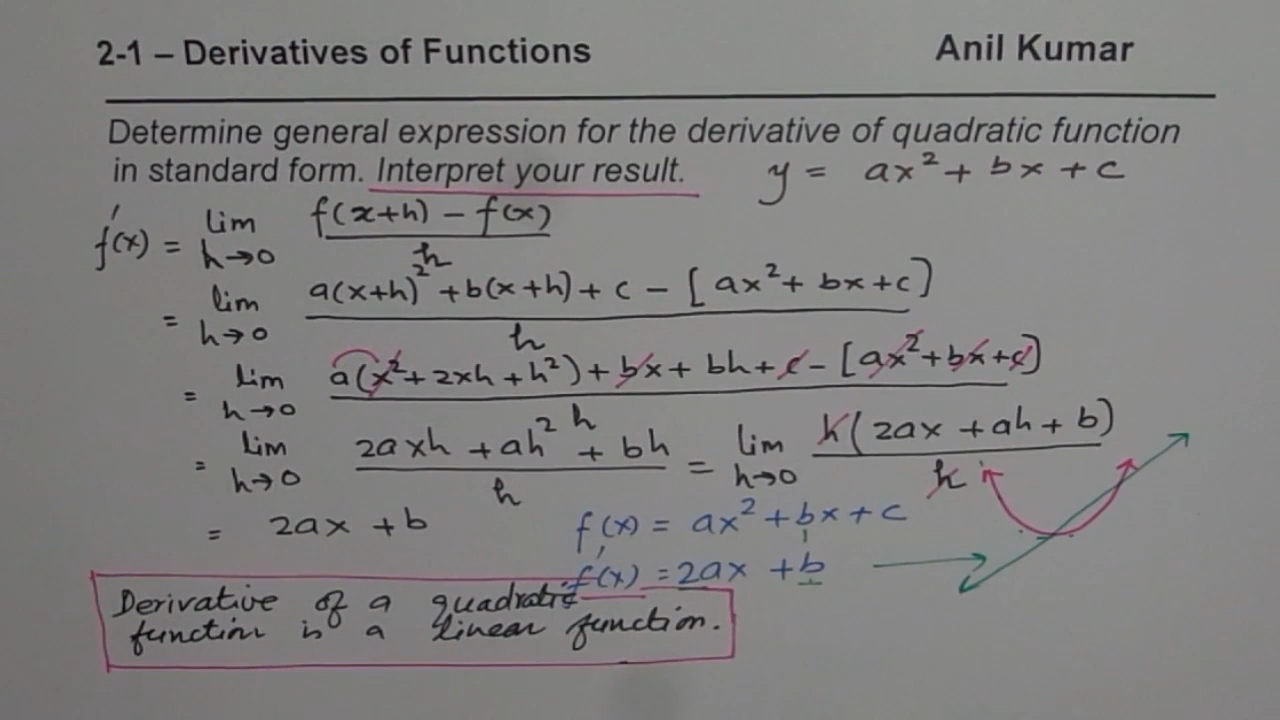 2-1 – Derivatives of Functions    Anil Kumar
Determine general expression for the derivative of quadratic function
in standard form. Interpret your result.    y = ax² + bx + c
f'(x) = lim h→0 (f(x+h) – f(x))/h
= lim h→0 (a(x+h)² + b(x+h) + c – [ax² + bx + c])/h
= lim h→0 (a(x² + 2xh + h²) + bx + bh + c – [ax² + bx + c])/h
= lim h→0 (2axh + ah² + bh)/h = lim h→0 h(2ax + ah + b)/h
= 2ax + b    f(x) = ax² + bx + c
f'(x) = 2ax + b →
Derivative of a quadratic
function is a linear function.